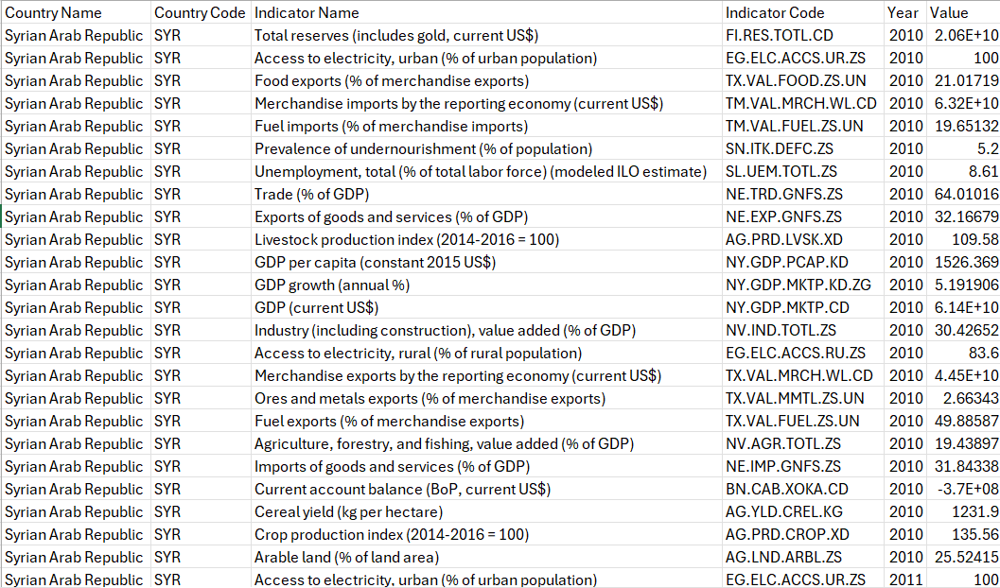 Country Name Country Code Indicator Name Indicator Code Year Value
Syrian Arab Republic SYR Total reserves (includes gold, current US$) FI.RES.TOTL.CD 2010 2.06E+10
Syrian Arab Republic SYR Access to electricity, urban (% of urban population) EG.ELC.ACCS.UR.ZS 2010 100
Syrian Arab Republic SYR Food exports (% of merchandise exports) TX.VAL.FOOD.ZS.UN 2010 21.01719
Syrian Arab Republic SYR Merchandise imports by the reporting economy (current US$) TM.VAL.MRCH.WL.CD 2010 6.32E+10
Syrian Arab Republic SYR Fuel imports (% of merchandise imports) TM.VAL.FUEL.ZS.UN 2010 19.65132
Syrian Arab Republic SYR Prevalence of undernourishment (% of population) SN.ITK.DEFC.ZS 2010 5.2
Syrian Arab Republic SYR Unemployment, total (% of total labor force) (modeled ILO estimate) SL.UEM.TOTL.ZS 2010 8.61
Syrian Arab Republic SYR Trade (% of GDP) NE.TRD.GNFS.ZS 2010 64.01016
Syrian Arab Republic SYR Exports of goods and services (% of GDP) NE.EXP.GNFS.ZS 2010 32.16679
Syrian Arab Republic SYR Livestock production index (2014-2016 = 100) AG.PRD.LVSK.XD 2010 109.58
Syrian Arab Republic SYR GDP per capita (constant 2015 US$) NY.GDP.PCAP.KD 2010 1526.369
Syrian Arab Republic SYR GDP growth (annual %) NY.GDP.MKTP.KD.ZG 2010 5.191906
Syrian Arab Republic SYR GDP (current US$) NY.GDP.MKTP.CD 2010 6.14E+10
Syrian Arab Republic SYR Industry (including construction), value added (% of GDP) NV.IND.TOTL.ZS 2010 30.42652
Syrian Arab Republic SYR Access to electricity, rural (% of rural population) EG.ELC.ACCS.RU.ZS 2010 83.6
Syrian Arab Republic SYR Merchandise exports by the reporting economy (current US$) TX.VAL.MRCH.WL.CD 2010 4.45E+10
Syrian Arab Republic SYR Ores and metals exports (% of merchandise exports) TX.VAL.MMTL.ZS.UN 2010 2.66343
Syrian Arab Republic SYR Fuel exports (% of merchandise exports) TX.VAL.FUEL.ZS.UN 2010 49.88587
Syrian Arab Republic SYR Agriculture, forestry, and fishing, value added (% of GDP) NV.AGR.TOTL.ZS 2010 19.43897
Syrian Arab Republic SYR Imports of goods and services (% of GDP) NE.IMP.GNFS.ZS 2010 31.84338
Syrian Arab Republic SYR Current account balance (BoP, current US$) BN.CAB.XOKA.CD 2010 -3.7E+08
Syrian Arab Republic SYR Cereal yield (kg per hectare) AG.YLD.CREL.KG 2010 1231.9
Syrian Arab Republic SYR Crop production index (2014-2016 = 100) AG.PRD.CROP.XD 2010 135.56
Syrian Arab Republic SYR Arable land (% of land area) AG.LND.ARBL.ZS 2010 25.52415
Syrian Arab Republic SYR Access to electricity, urban (% of urban population) EG.ELC.ACCS.UR.ZS 2011 100